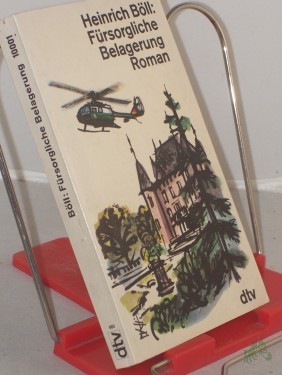 Heinrich Böll:
Fürsorgliche
Belagerung
Roman
dtv
Böll: Fürsorgliche Belagerung 10001
dtv